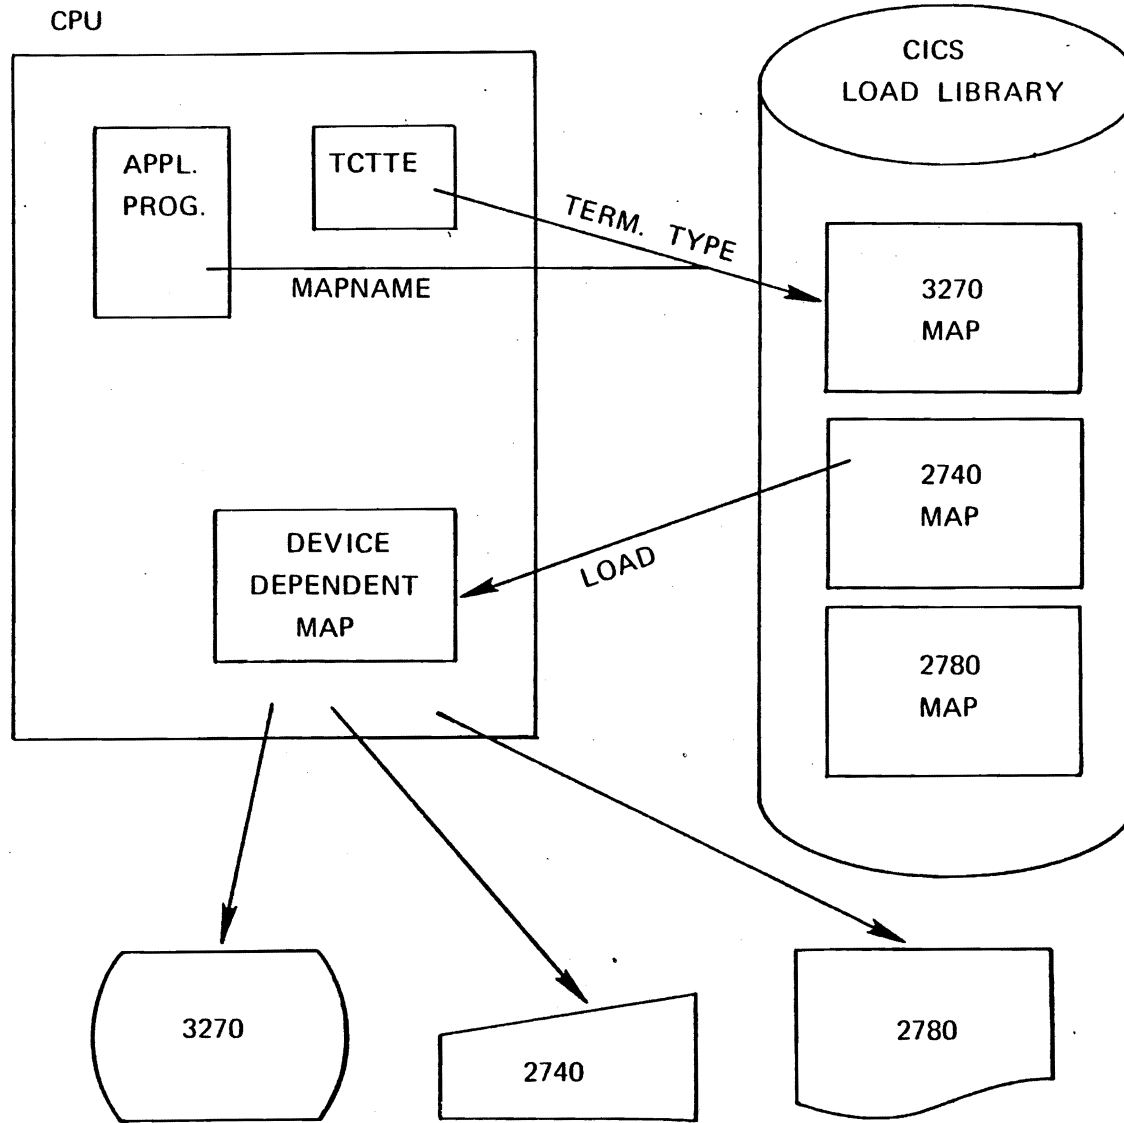 CPU
CICS
LOAD LIBRARY
APPL.
PROG.
TCTTE
TERM. TYPE
MAPNAME
3270
MAP
2740
MAP
LOAD
DEVICE
DEPENDENT
MAP
2780
MAP
3270
2740
2780